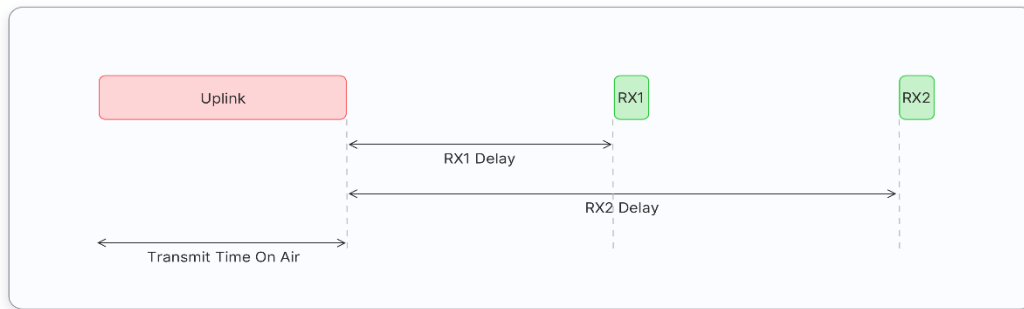 Uplink
RX1
RX2
RX1 Delay
RX2 Delay
Transmit Time On Air